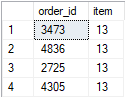 order_id item
1 3473 13
2 4836 13
3 2725 13
4 4305 13